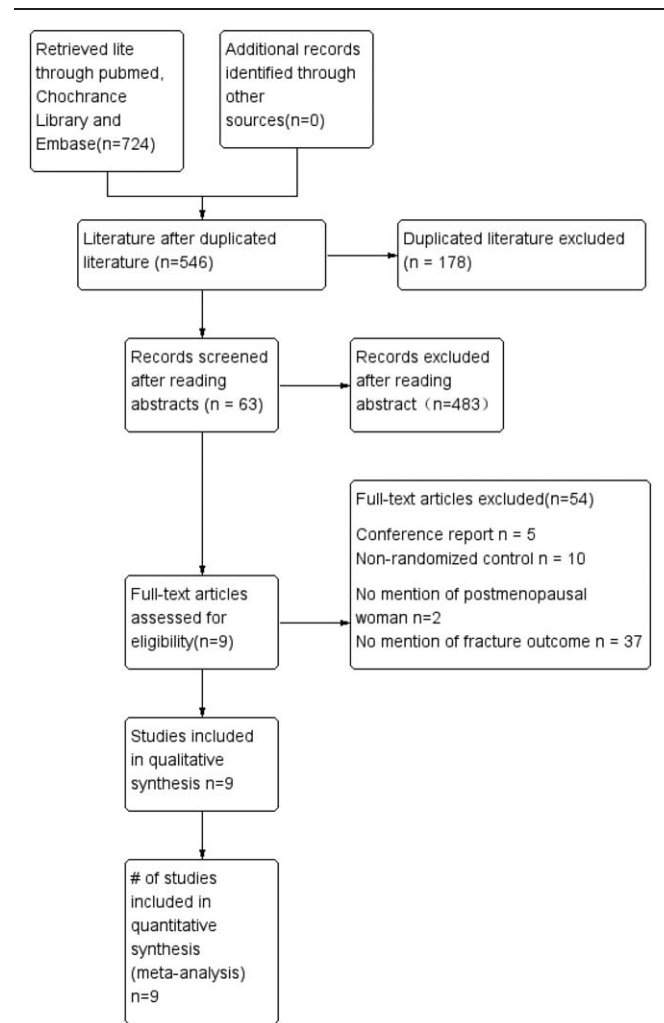 Retrieved lite
through pubmed,
Chochrance
Library and
Embase(n=724)
Additional records
identified through
other
sources(n=0)
Literature after duplicated
literature (n=546)
Duplicated literature excluded
(n = 178)
Records screened
after reading
abstracts (n = 63)
Records excluded
after reading
abstract（n=483）
Full-text articles excluded(n=54)
Conference report n = 5
Non-randomized control n = 10
No mention of postmenopausal
woman n=2
No mention of fracture outcome n = 37
Full-text articles
assessed for
eligibility(n=9)
Studies included
in qualitative
synthesis n=9
# of studies
included in
quantitative
synthesis
(meta-analysis)
n=9